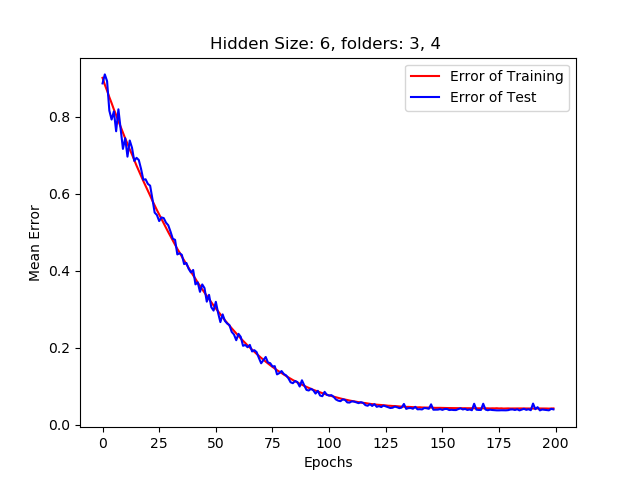 Hidden Size: 6, folders: 3, 4
Error of Training
Error of Test
Mean Error
0.8
0.6
0.4
0.2
0.0
0 25 50 75 100 125 150 175 200
Epochs